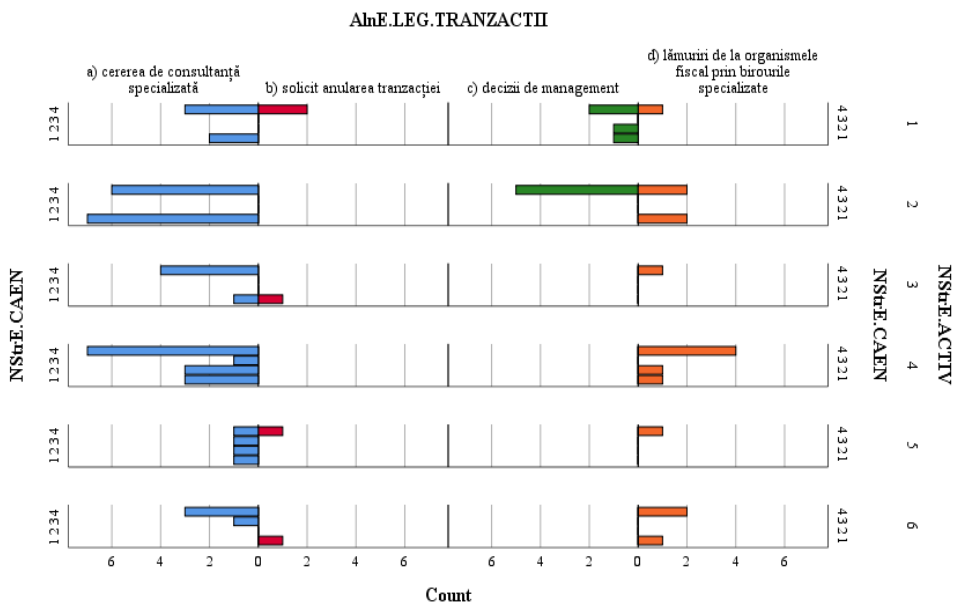 AlnE.LEG.TRANZACTII
a) cererea de consultanță
specializată
b) solicit anularea tranzacției
c) decizii de management
d) lămuriri de la organismele
fiscal prin birourile
specializate
1 2 3 4
4 3 2 1
1
1 2 3 4
4 3 2 1
2
1 2 3 4
4 3 2 1
3
1 2 3 4
4 3 2 1
4
1 2 3 4
4 3 2 1
5
1 2 3 4
4 3 2 1
6
NStrE.CAEN
NStrE.CAEN
NStrE.ACTIV
6 4 2 0 2 4 6 6 4 2 0 2 4 6
Count